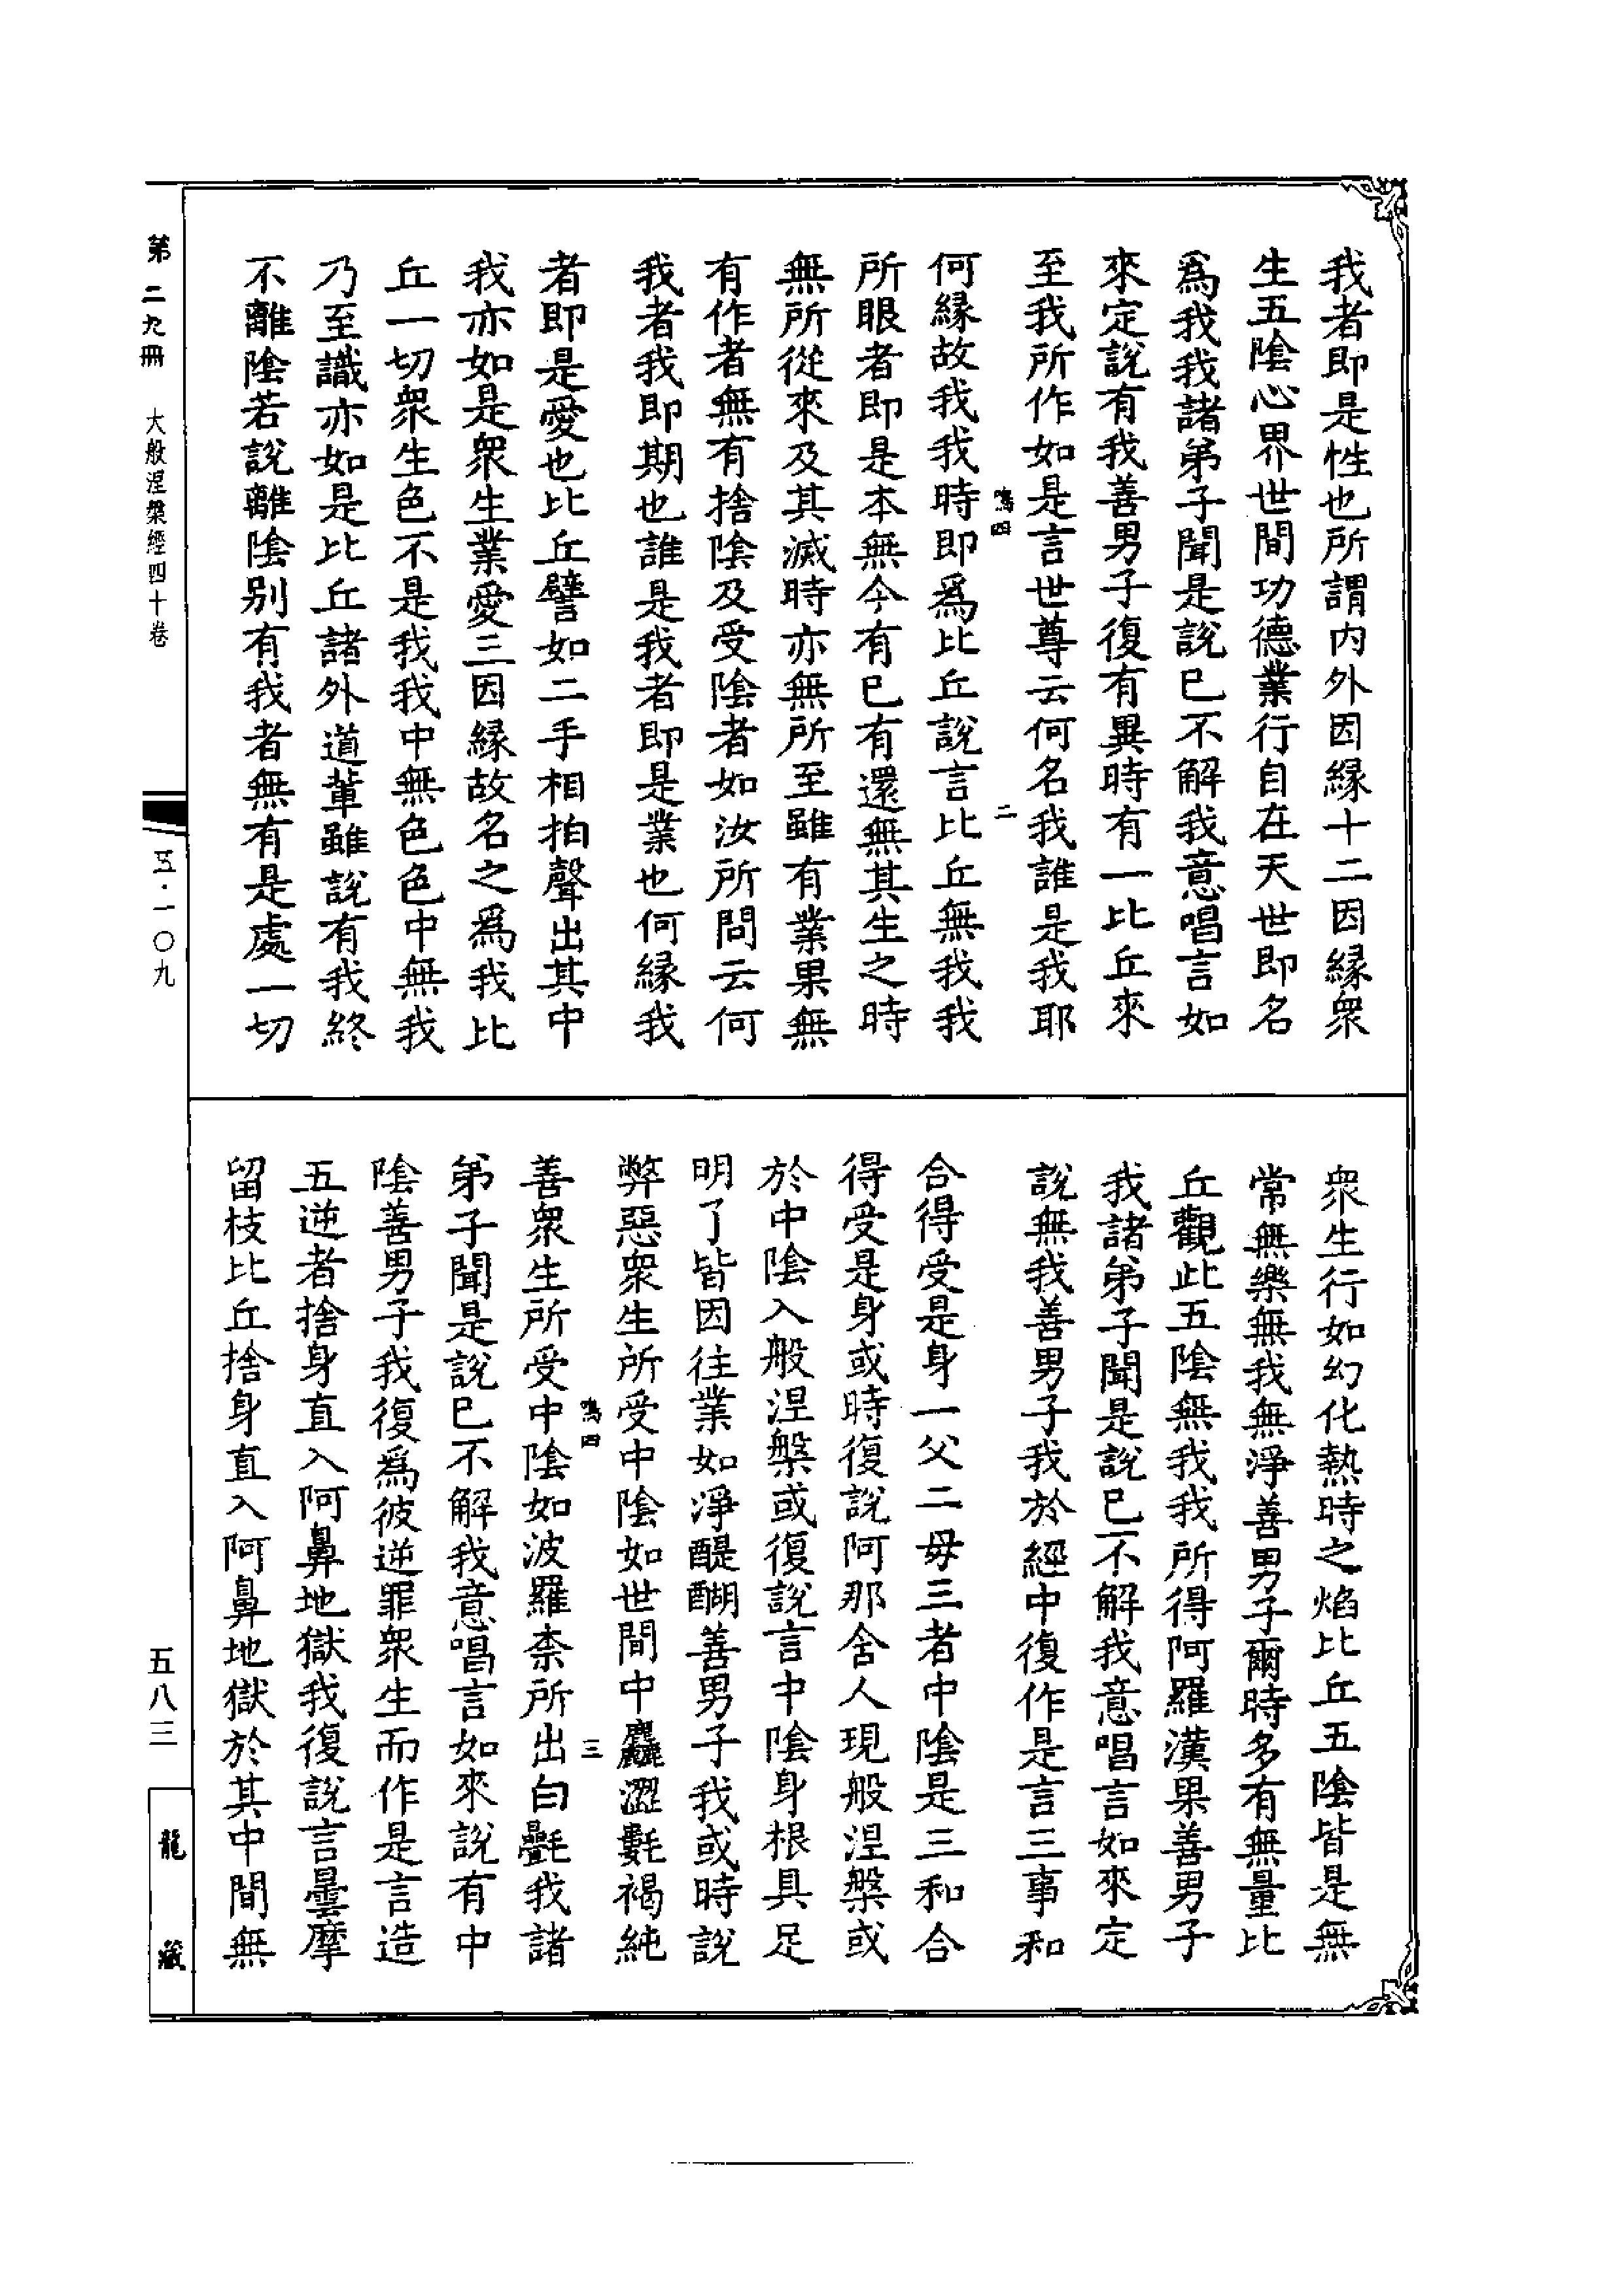 我者即是性也所謂内外因縁十二因縁衆
生五陰心界世間功德業行自在天世即名
爲我我諸弟子聞是說已不解我意唱言如
來定說有我善男子復有異時有一比丘來
至我所作如是言世尊云何名我誰是我耶
鳴四
二
何縁故我我時即爲比丘說言比丘無我我
所眼者即是本無今有已有還無其生之時
無所從來及其滅時亦無所至雖有業果無
有作者無有捨陰及受陰者如汝所問云何
我者我即期也誰是我者即是業也何縁我
者即是愛也比丘譬如二手相拍聲出其中
我亦如是衆生業愛三因縁故名之爲我比
丘一切衆生色不是我我中無色色中無我
乃至識亦如是比丘諸外道輩雖說有我終
不離陰若說離陰别有我者無有是處一切
衆生行如幻化熱時之焰比丘五陰皆是無
常無樂無我無淨善男子爾時多有無量比
丘觀此五陰無我我所得阿羅漢果善男子
我諸弟子聞是說已不解我意唱言如來定
說無我善男子我於經中復作是言三事和
合得受是身一父二毋三者中陰是三和合
得受是身或時復說阿那舍人現般涅槃或
於中陰入般涅槃或復說言中陰身根具足
明了皆因往業如淨醍醐善男子我或時說
弊惡衆生所受中陰如世間中麤澀氀褐純
鳴四
三
善衆生所受中陰如波羅柰所出白㲲我諸
弟子聞是說已不解我意唱言如來說有中
陰善男子我復爲彼逆罪衆生而作是言造
五逆者捨身直入阿鼻地獄我復說言曇摩
留枝比丘捨身直入阿鼻地獄於其中間無
第二九冊
大般涅槃經四十卷
五·一〇九
五八三
龍藏